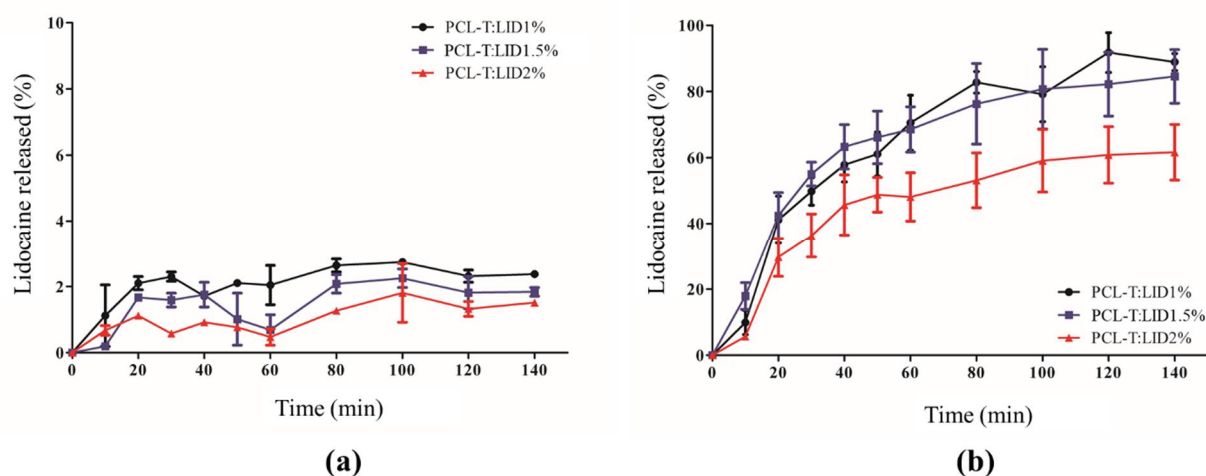 10
8
6
4
2
0
Lidocaine released (%)
PCL-T:LID1%
PCL-T:LID1.5%
PCL-T:LID2%
0 20 40 60 80 100 120 140
Time (min)
(a)
100
80
60
40
20
0
Lidocaine released (%)
PCL-T:LID1%
PCL-T:LID1.5%
PCL-T:LID2%
0 20 40 60 80 100 120 140
Time (min)
(b)